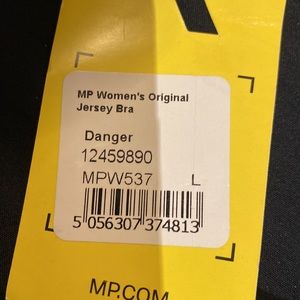 MP Women's Original
Jersey Bra
Danger
12459890
MPW537 L
5 056307 374813
MP.COM